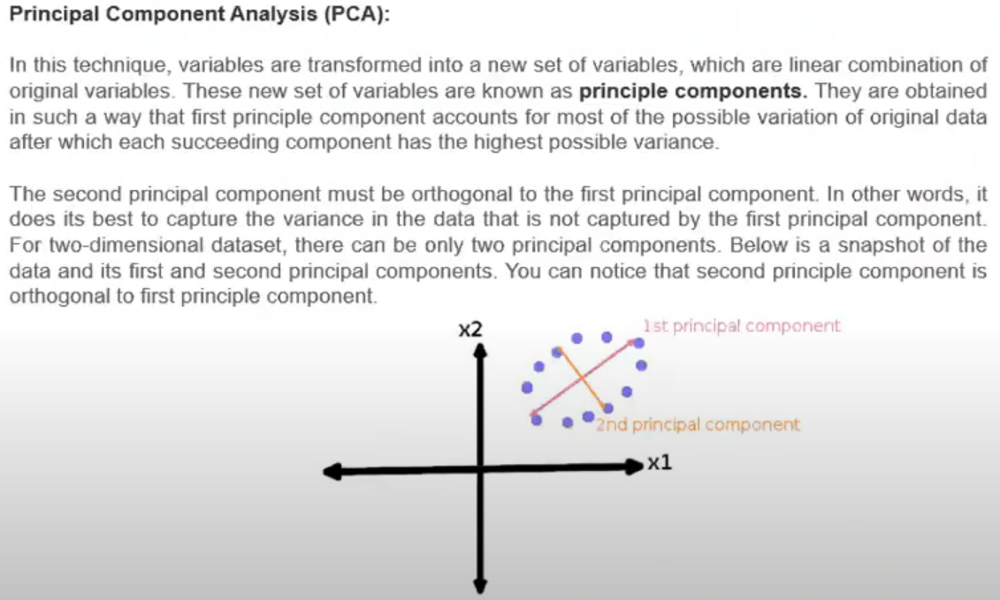 Principal Component Analysis (PCA):
In this technique, variables are transformed into a new set of variables, which are linear combination of
original variables. These new set of variables are known as principle components. They are obtained
in such a way that first principle component accounts for most of the possible variation of original data
after which each succeeding component has the highest possible variance.
The second principal component must be orthogonal to the first principal component. In other words, it
does its best to capture the variance in the data that is not captured by the first principal component.
For two-dimensional dataset, there can be only two principal components. Below is a snapshot of the
data and its first and second principal components. You can notice that second principle component is
orthogonal to first principle component.
x2
1st principal component
2nd principal component
x1